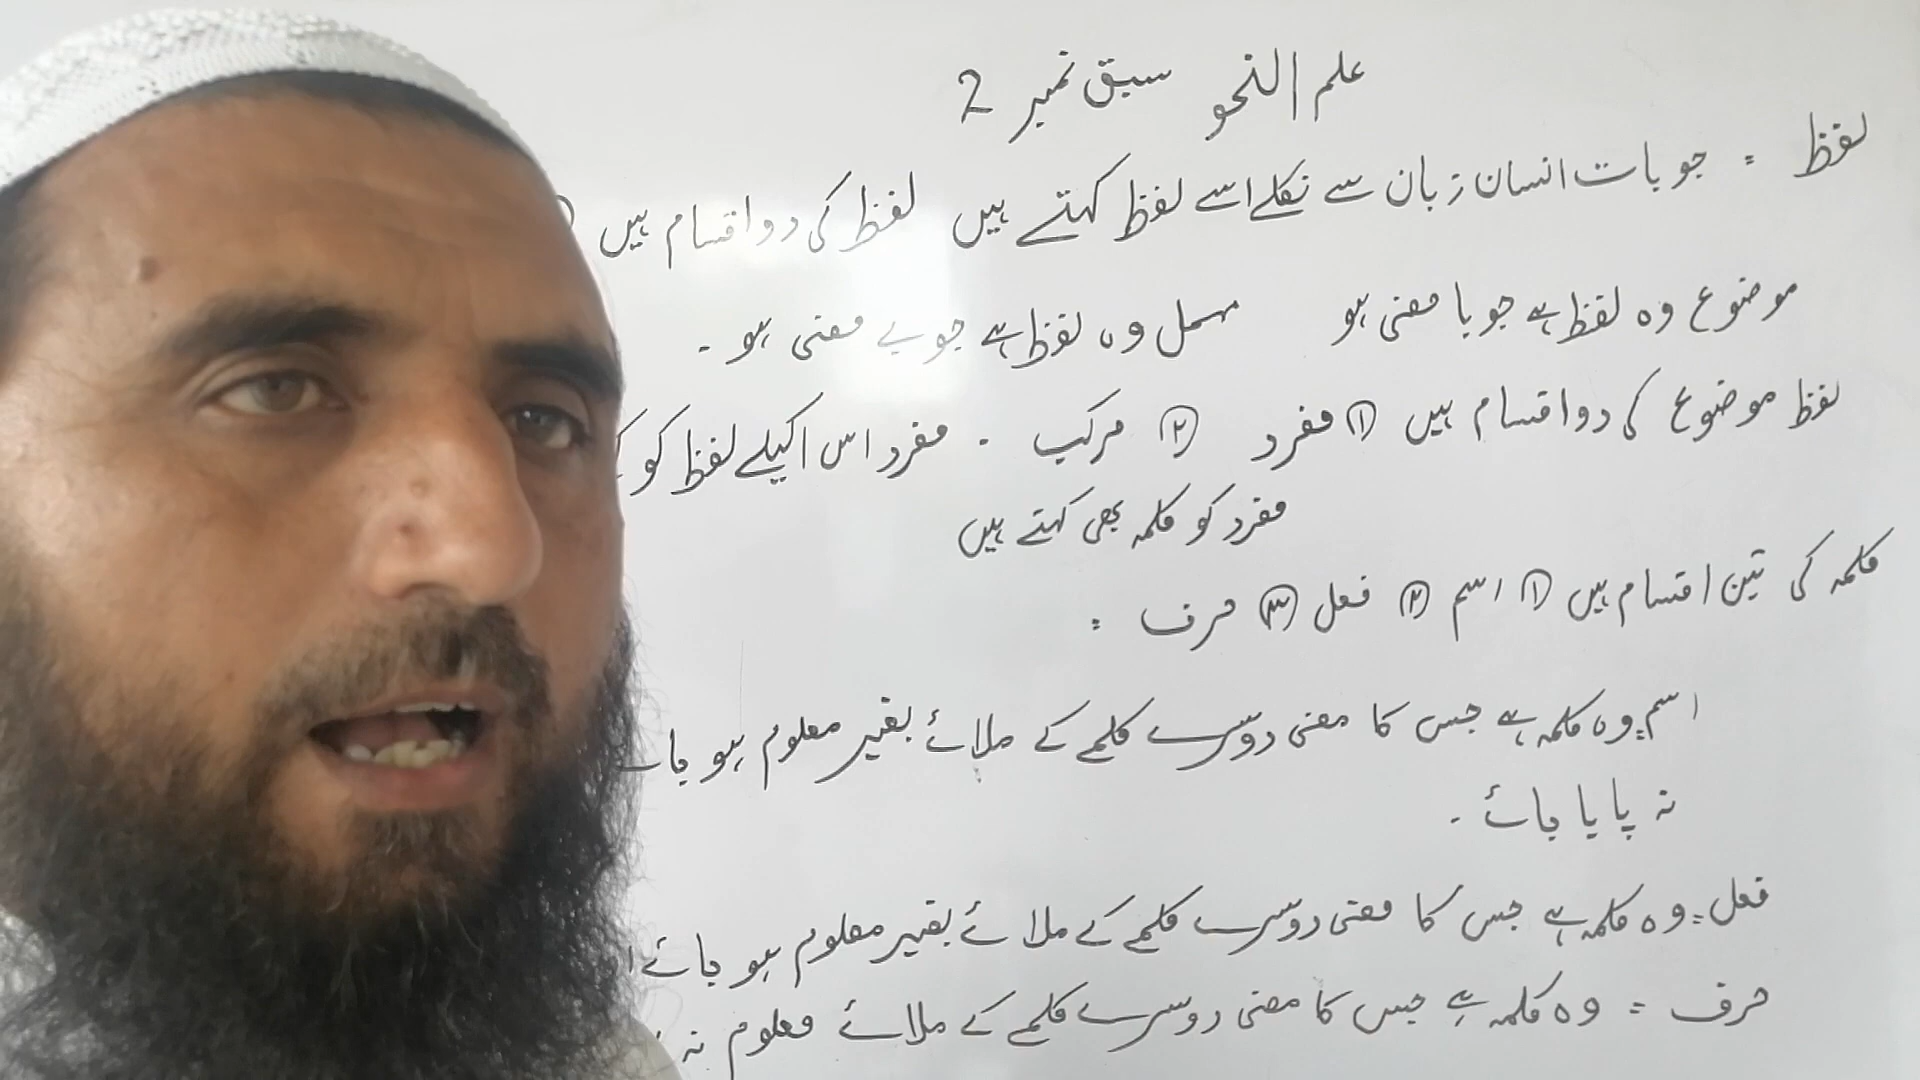 علم النحو سبق نمبر 2
لفظ = جو بات انسان زبان سے نکلے اسے لفظ کہتے ہیں لفظ کی دو اقسام ہیں
موضوع وہ لفظ ہے جو با معنی ہو مہمل وہ لفظ ہے جو بے معنی ہو ۔
لفظ موضوع کی دو اقسام ہیں ① مفرد ② مرکب ۔ مفرد اس اکیلے لفظ کو
مفرد کو کلمہ بھی کہتے ہیں
کلمہ کی تین اقسام ہیں ① اسم ② فعل ③ حرف =
اسم = وہ کلمہ ہے جس کا معنی دوسرے کلمے کے ملائے بغیر معلوم ہو جائے
نہ پایا جائے ۔
فعل = وہ کلمہ ہے جس کا معنی دوسرے کلمے کے ملائے بغیر معلوم ہو جائے
حرف = وہ کلمہ ہے جس کا معنی دوسرے کلمے کے ملائے معلوم نہ